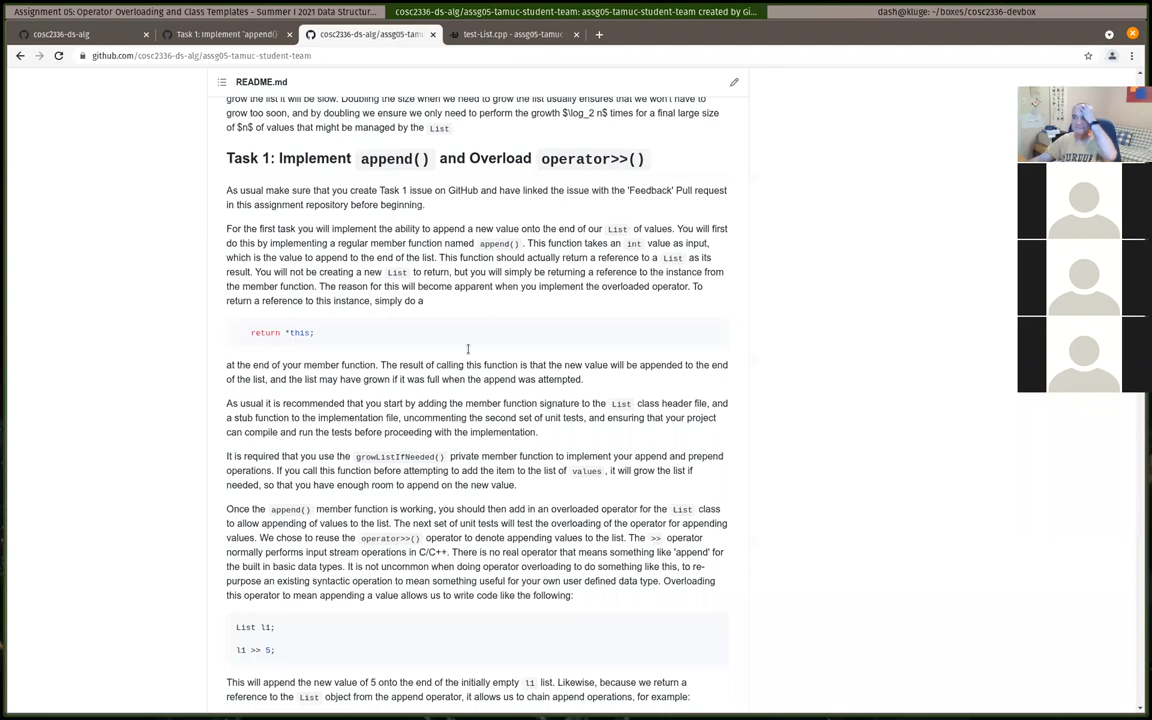 Assignment 05: Operator Overloading and Class Templates - Summer I 2021 Data Structur...
cosc2336-ds-alg/assg05-tamuc-student-team: assg05-tamuc-student-team created by Gi...
dash@kluge: ~/boxes/cosc2336-devbox
cosc2336-ds-alg
Task 1: Implement `append()
cosc2336-ds-alg/assg05-tam
test-List.cpp - assg05-tamuc
github.com/cosc2336-ds-alg/assg05-tamuc-student-team
README.md
grow the list it will be slow. Doubling the size when we need to grow the list usually ensures that we won't have to
grow too soon, and by doubling we ensure we only need to perform the growth $\log_2 n$ times for a final large size
of $n$ of values that might be managed by the List
Task 1: Implement append() and Overload operator>>()
As usual make sure that you create Task 1 issue on GitHub and have linked the issue with the 'Feedback' Pull request
in this assignment repository before beginning.
For the first task you will implement the ability to append a new value onto the end of our List of values. You will first
do this by implementing a regular member function named append(). This function takes an int value as input,
which is the value to append to the end of the list. This function should actually return a reference to a List as its
result. You will not be creating a new List to return, but you will simply be returning a reference to the instance from
the member function. The reason for this will become apparent when you implement the overloaded operator. To
return a reference to this instance, simply do a
return *this;
at the end of your member function. The result of calling this function is that the new value will be appended to the end
of the list, and the list may have grown if it was full when the append was attempted.
As usual it is recommended that you start by adding the member function signature to the List class header file, and
a stub function to the implementation file, uncommenting the second set of unit tests, and ensuring that your project
can compile and run the tests before proceeding with the implementation.
It is required that you use the growListIfNeeded() private member function to implement your append and prepend
operations. If you call this function before attempting to add the item to the list of values, it will grow the list if
needed, so that you have enough room to append on the new value.
Once the append() member function is working, you should then add in an overloaded operator for the List class
to allow appending of values to the list. The next set of unit tests will test the overloading of the operator for appending
values. We chose to reuse the operator>>() operator to denote appending values to the list. The >> operator
normally performs input stream operations in C/C++. There is no real operator that means something like 'append' for
the built in basic data types. It is not uncommon when doing operator overloading to do something like this, to re-
purpose an existing syntactic operation to mean something useful for your own user defined data type. Overloading
this operator to mean appending a value allows us to write code like the following:
List l1;
l1 >> 5;
This will append the new value of 5 onto the end of the initially empty l1 list. Likewise, because we return a
reference to the List object from the append operator, it allows us to chain append operations, for example: